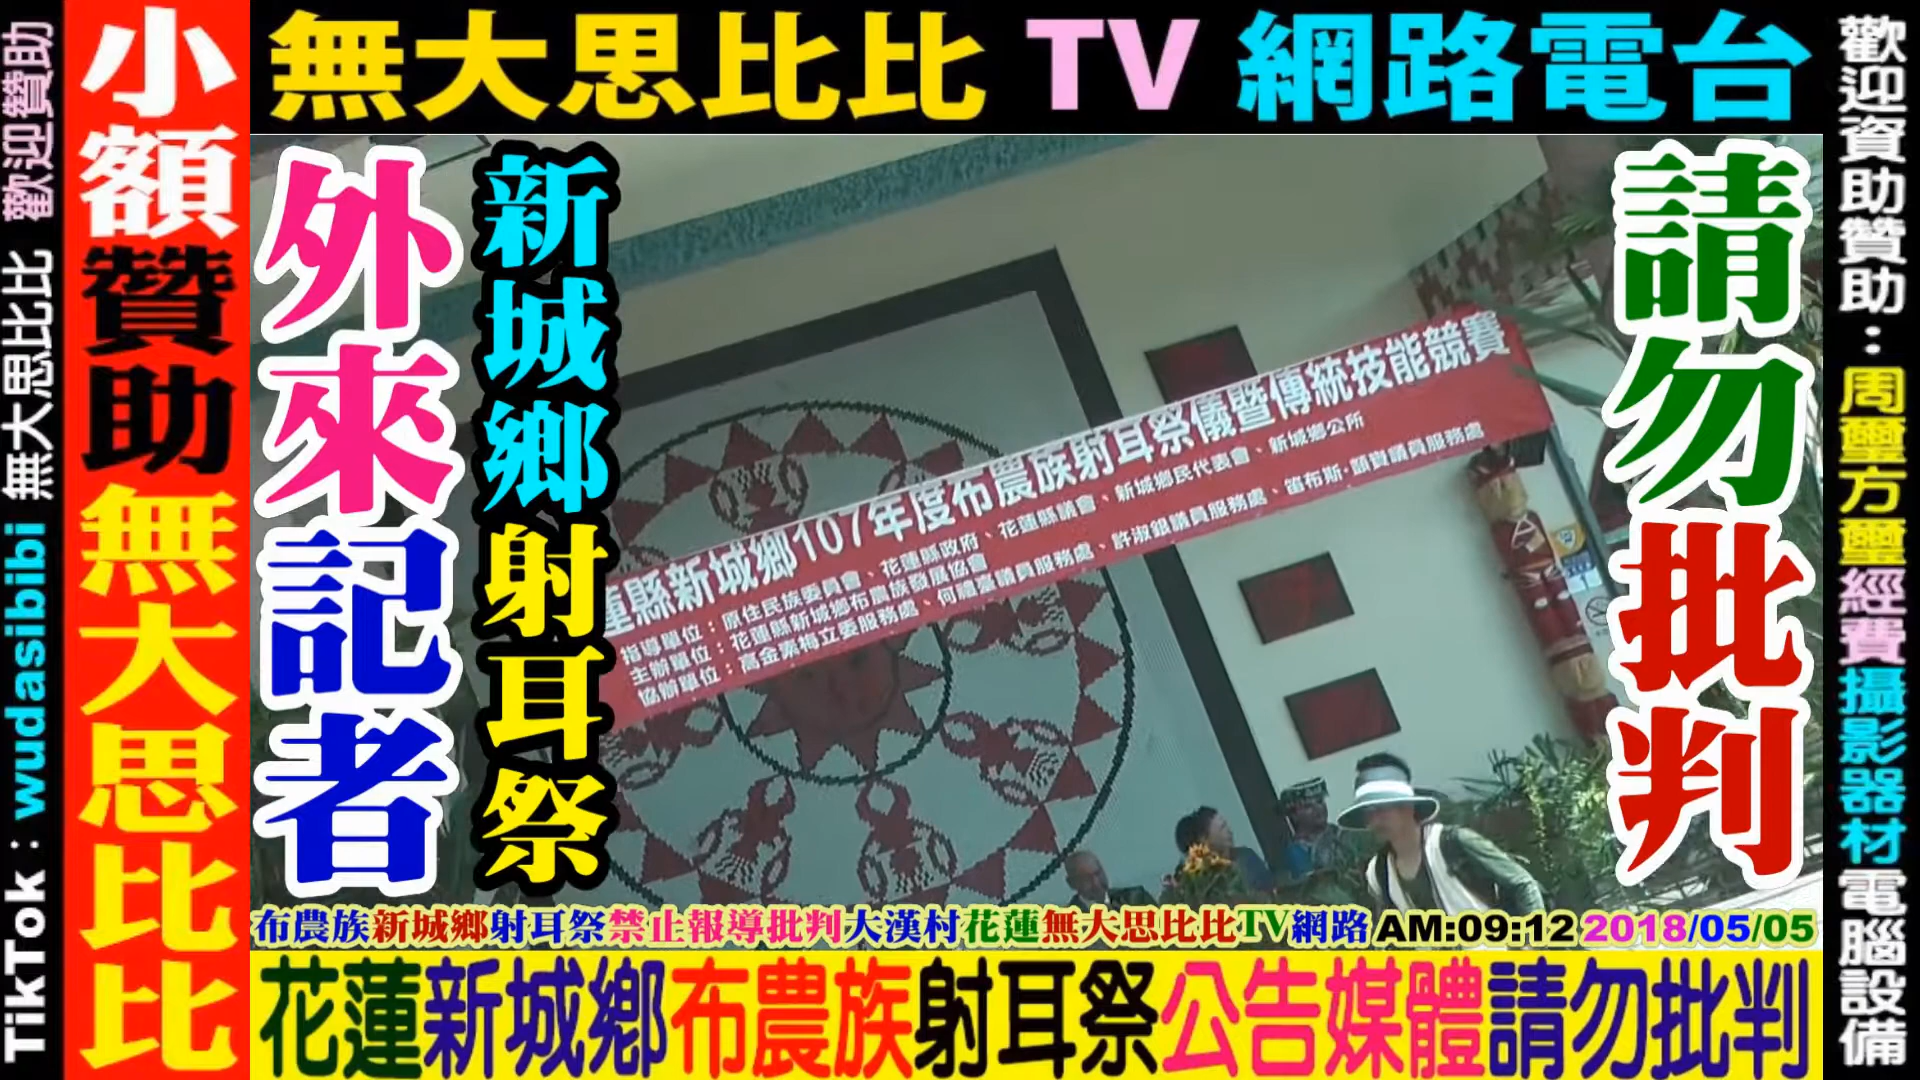 無大思比比 TV 網路電台
TikTok : wudasibibi 無大思比比 歡迎贊助
小額贊助無大思比比
外來記者
新城鄉射耳祭
請勿批判
歡迎資助贊助：周璽方璽經費攝影器材電腦設備
蓮縣新城鄉107年度布農族射耳祭儀暨傳統技能競賽
指導單位：原住民族委員會、花蓮縣政府、花蓮縣議會、新城鄉民代表會、新城鄉公所
主辦單位：花蓮縣新城鄉布農族發展協會
協辦單位：高金素梅立委服務處、何禮臺議員服務處、許淑銀議員服務處、笛布斯·顗賚議員服務處
布農族新城鄉射耳祭禁止報導批判大漢村花蓮無大思比比TV網路 AM:09:12 2018/05/05
花蓮新城鄉布農族射耳祭公告媒體請勿批判